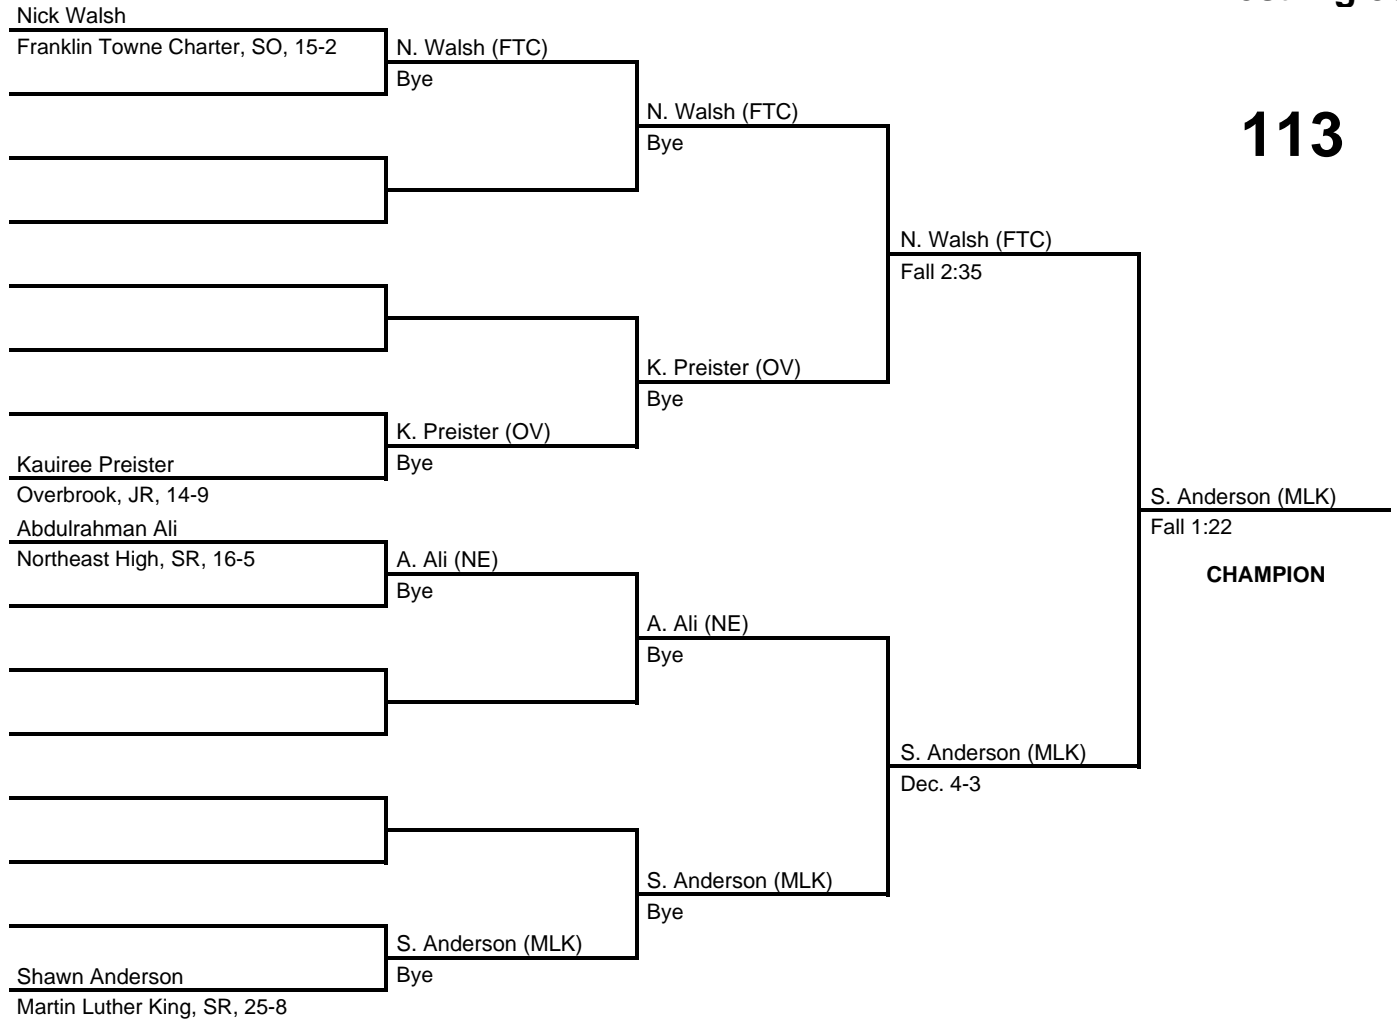 Nick Walsh
Franklin Towne Charter, SO, 15-2
N. Walsh (FTC)
Bye
N. Walsh (FTC)
Bye
113
N. Walsh (FTC)
Fall 2:35
K. Preister (OV)
Bye
K. Preister (OV)
Bye
Kauiree Preister
Overbrook, JR, 14-9
Abdulrahman Ali
Northeast High, SR, 16-5
S. Anderson (MLK)
Fall 1:22
CHAMPION
A. Ali (NE)
Bye
A. Ali (NE)
Bye
S. Anderson (MLK)
Dec. 4-3
S. Anderson (MLK)
Bye
S. Anderson (MLK)
Bye
Shawn Anderson
Martin Luther King, SR, 25-8